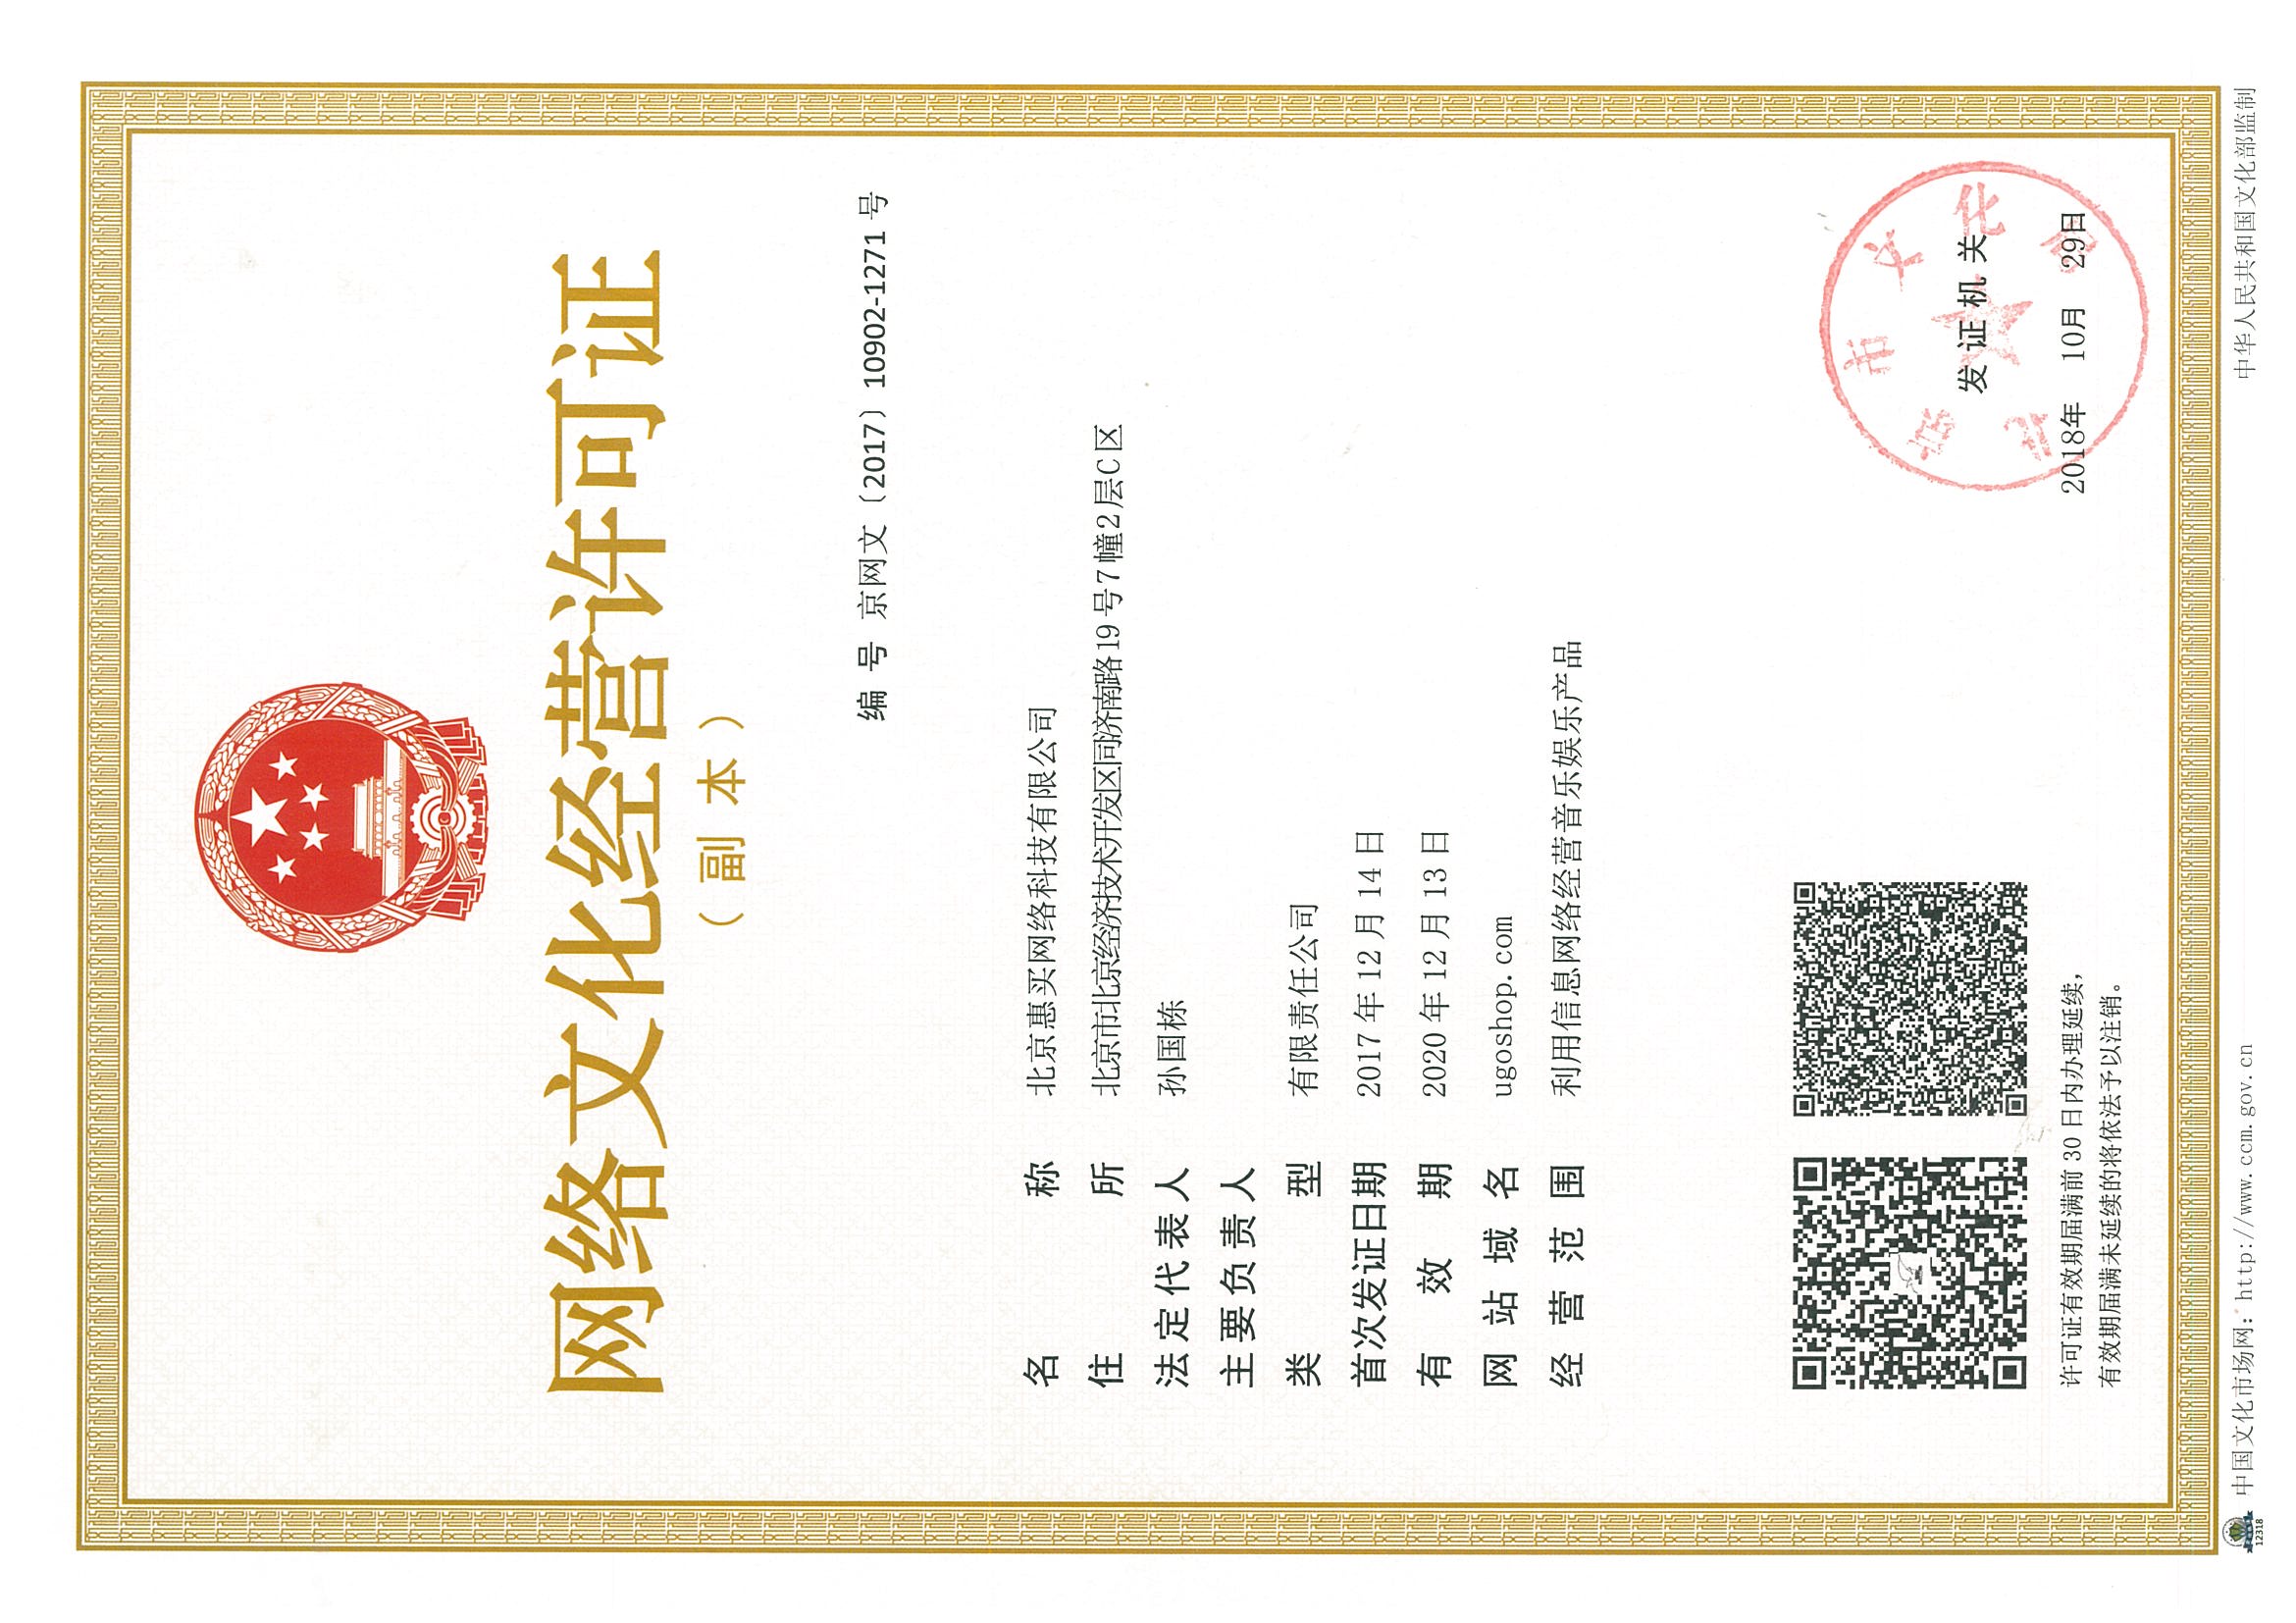 网络文化经营许可证
（副本）
编号 京网文〔2017〕10902-1271号
名称 北京惠买网络科技有限公司
住所 北京市北京经济技术开发区同济南路19号7幢2层C区
法定代表人 孙国栋
主要负责人
类型 有限责任公司
首次发证日期 2017年12月14日
有效期 2020年12月13日
网站域名 ugoshop.com
经营范围 利用信息网络经营音乐娱乐产品
北京市文化局
发证机关
2018年 10月 29日
许可证有效期届满前30日内办理延续，
有效期届满未延续的将依法予以注销。
12318
中国文化市场网：http://www.ccm.gov.cn
中华人民共和国文化部监制